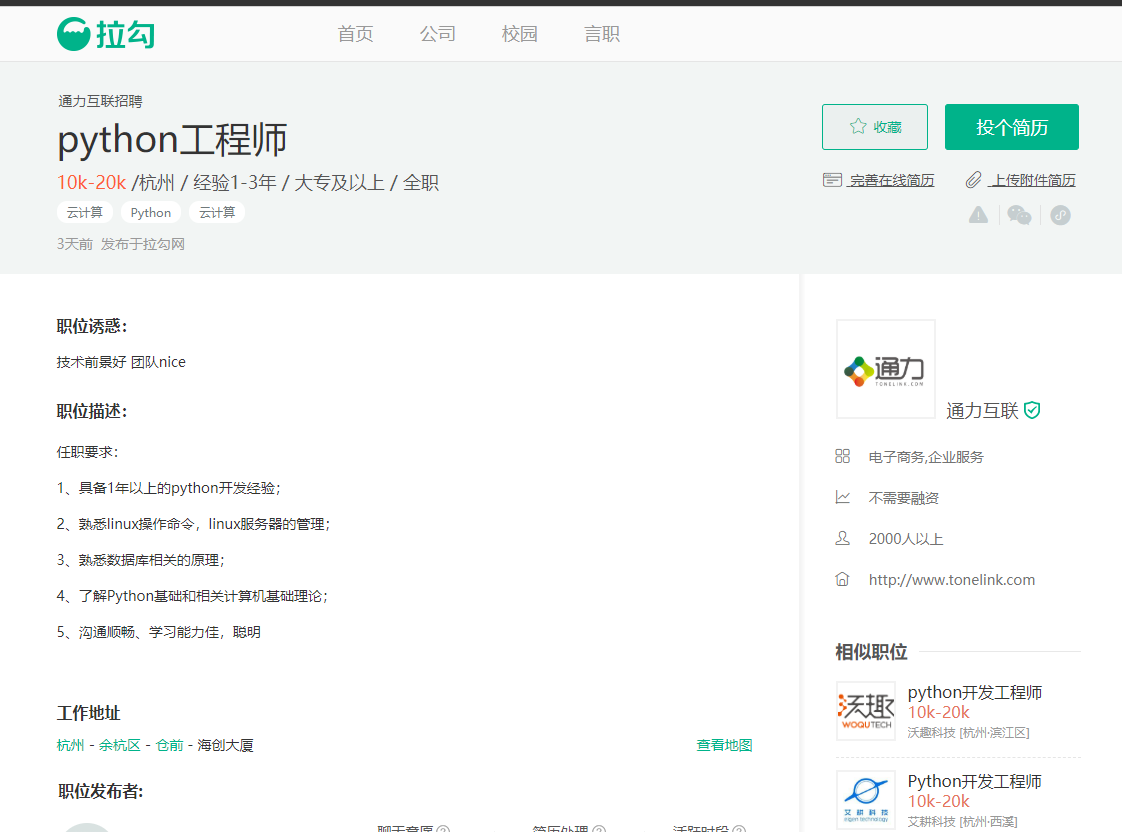 拉勾
首页 公司 校园 言职
通力互联招聘
python工程师
10k-20k /杭州 / 经验1-3年 / 大专及以上 / 全职
云计算 Python 云计算
3天前 发布于拉勾网
收藏
投个简历
完善在线简历
上传附件简历
职位诱惑：
技术前景好 团队nice
职位描述：
任职要求：
1、具备1年以上的python开发经验；
2、熟悉linux操作命令，linux服务器的管理；
3、熟悉数据库相关的原理；
4、了解Python基础和相关计算机基础理论；
5、沟通顺畅、学习能力佳，聪明
工作地址
杭州 - 余杭区 - 仓前 - 海创大厦
查看地图
职位发布者:
聊天意愿 ?
简历处理 ?
活跃时段 ?
通力
TONELINK.COM
通力互联
电子商务,企业服务
不需要融资
2000人以上
http://www.tonelink.com
相似职位
沃趣
WOQUTECH
python开发工程师
10k-20k
沃趣科技 [杭州·滨江区]
艾耕科技
Python开发工程师
10k-20k
艾耕科技 [杭州·西溪]